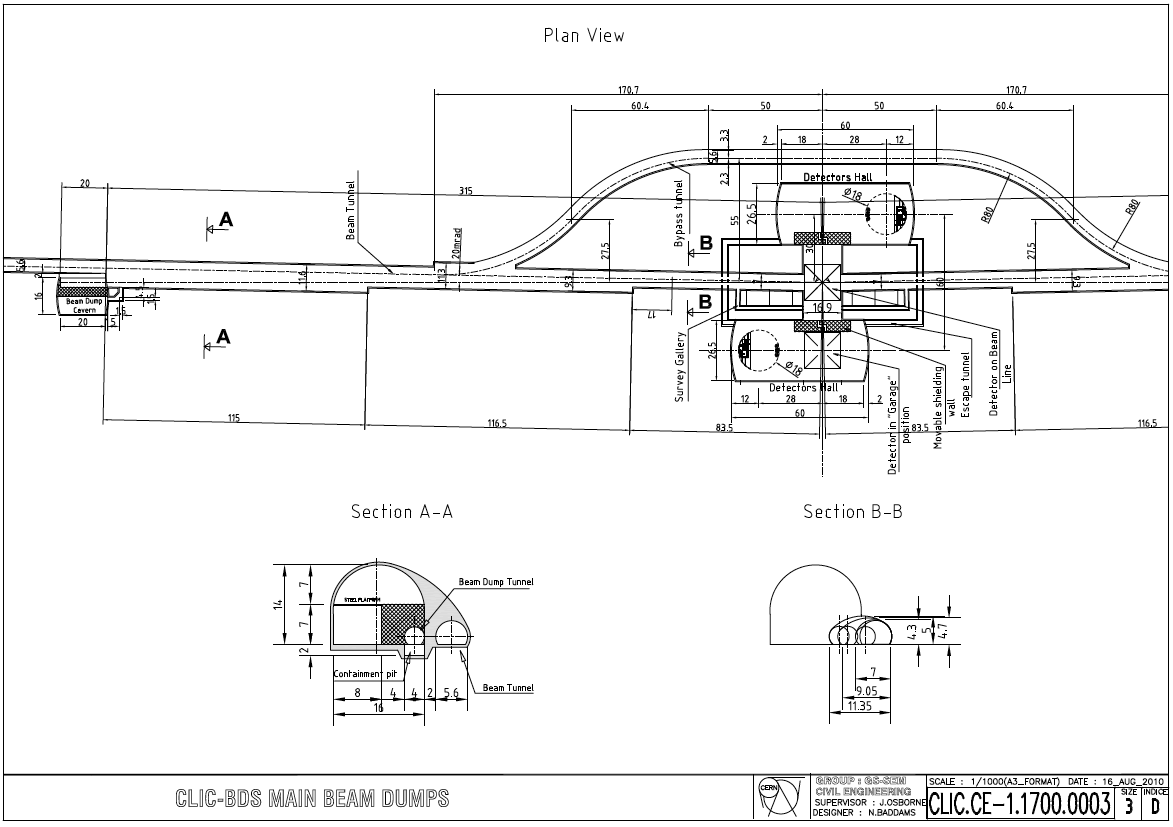 Plan View
170.7
170.7
60.4
50
50
60.4
60
2
18
28
12
3.3
5.6
2.3
Detectors Hall
Ø18
20
315
A
Beam Tunnel
20mrad
Bypass tunnel
55
26.5
30
R80
R80
B
27.5
27.5
60
5.6
2
16
11.6
11.3
9.3
9.3
Beam Dump
Cavern
1.5
20
5
A
17
B
16.9
Survey Gallery
26.5
Ø18
Detectors Hall
12
28
18
2
60
Detector in "Garage"
position
Movable shielding
wall
Escape tunnel
Detector on Beam
Line
115
116.5
83.5
83.5
116.5
Section A-A
Section B-B
14
7
7
2
STEEL PLATFORM
Beam Dump Tunnel
Containment pit
Beam Tunnel
8
4
4
2
5.6
16
4.3
5
4.7
7
9.05
11.35
CLIC-BDS MAIN BEAM DUMPS
CERN
GROUP : GS-SEM
CIVIL ENGINEERING
SUPERVISOR : J.OSBORNE
DESIGNER : N.BADDAMS
SCALE : 1/1000(A3_FORMAT) DATE : 16_AUG_2010
CLIC.CE-1.1700.0003
SIZE
3
INDICE
D